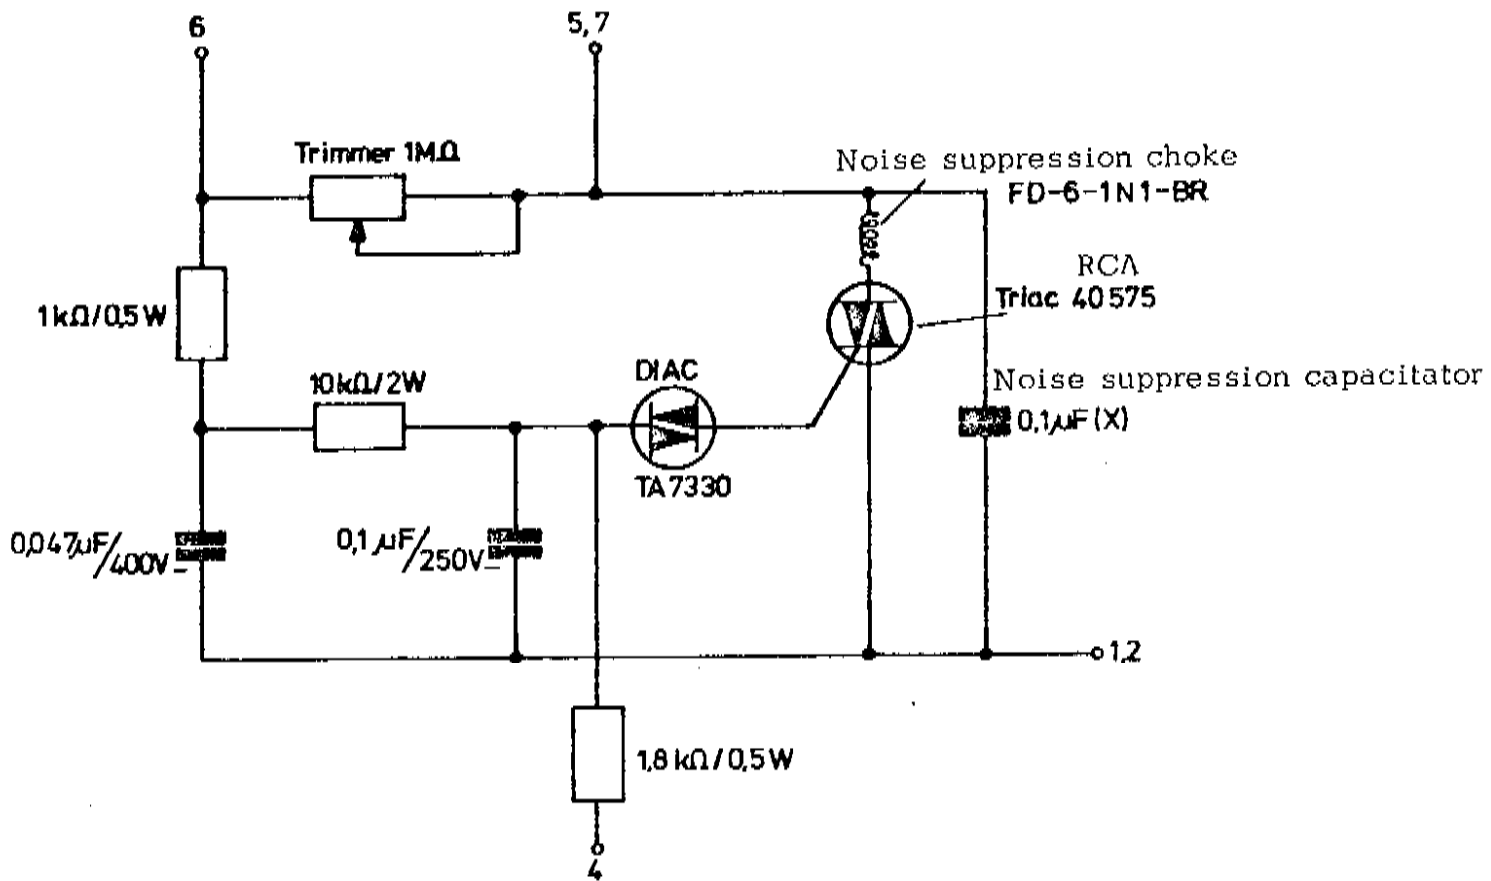 6
5,7
Trimmer 1MΩ
Noise suppression choke
FD-6-1N1-BR
RCA
Triac 40575
1kΩ/0,5W
10kΩ/2W
DIAC
Noise suppression capacitator
0,1µF(X)
TA7330
0,047µF/400V
0,1µF/250V
1,2
1,8kΩ/0,5W
4